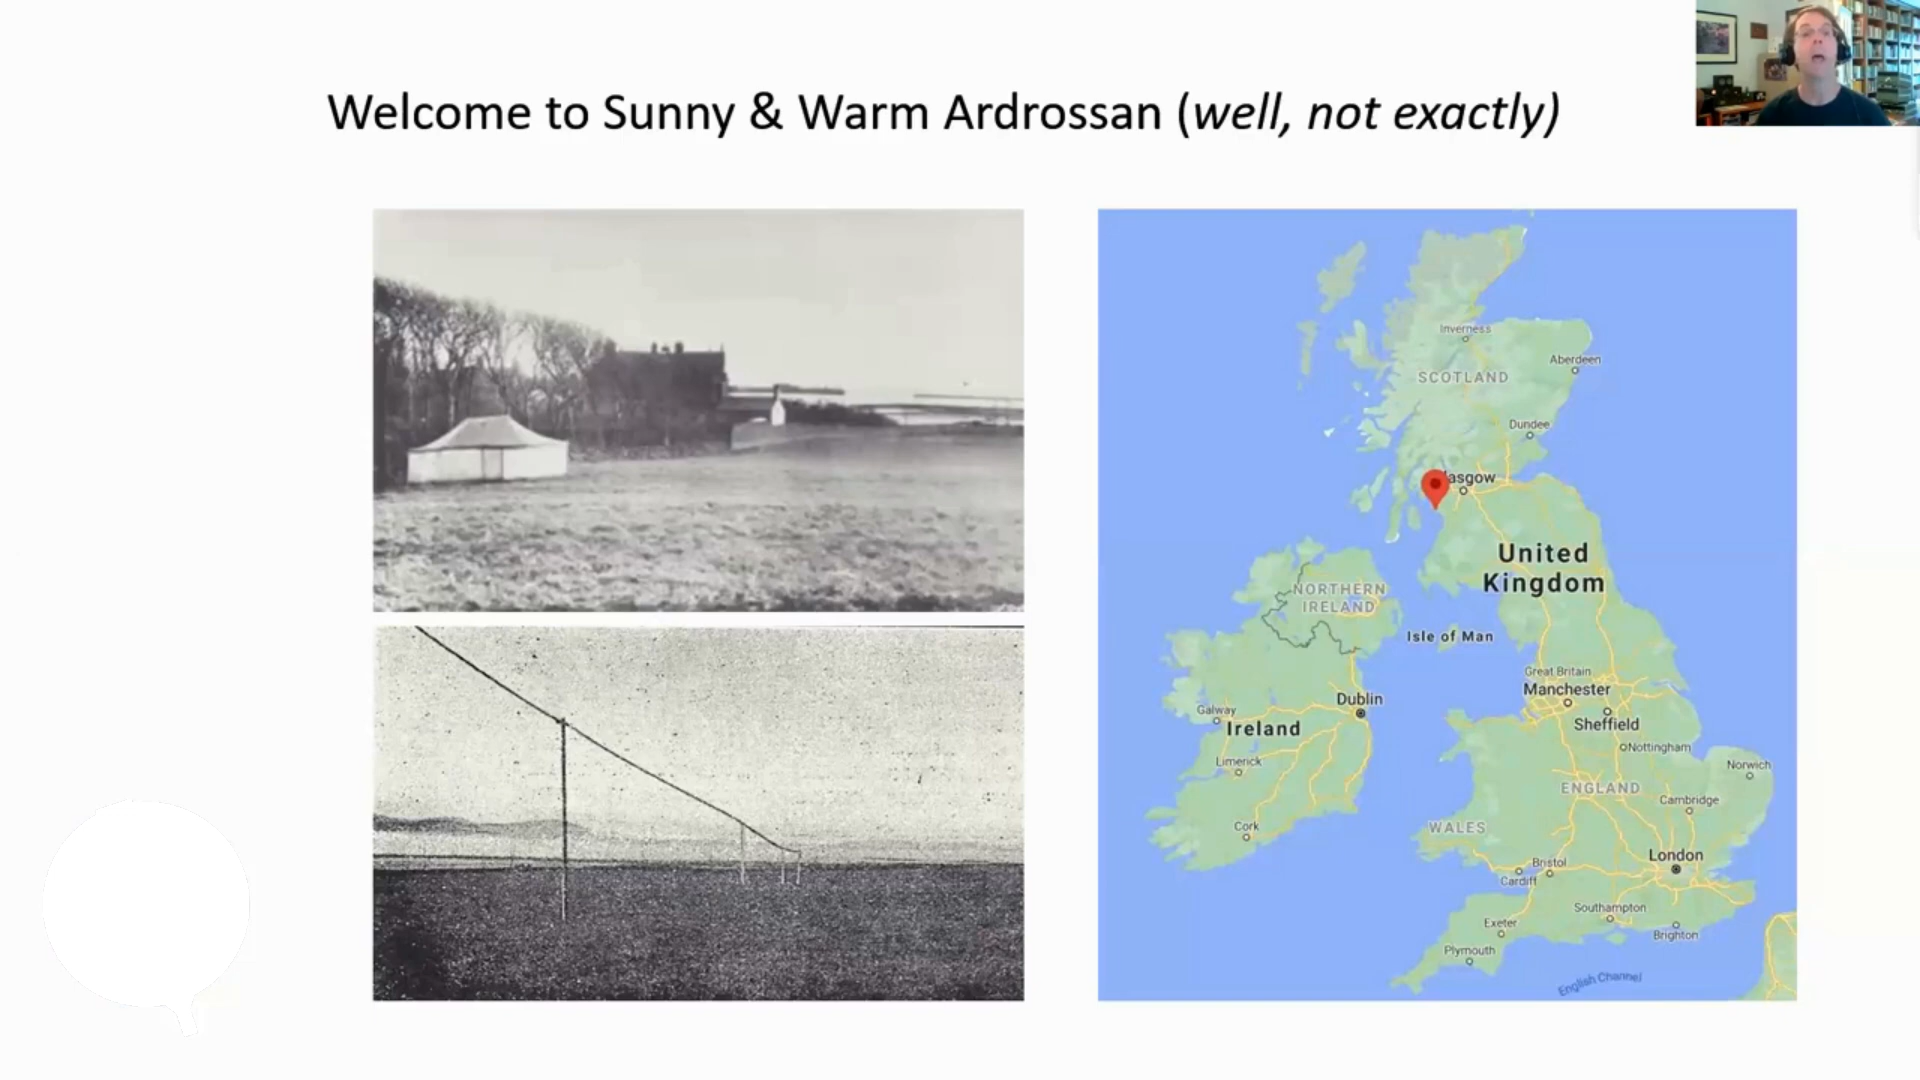 Welcome to Sunny & Warm Ardrossan (well, not exactly)
Inverness
Aberdeen
SCOTLAND
Dundee
asgow
United
Kingdom
NORTHERN
IRELAND
Isle of Man
Great Britain
Manchester
Dublin
Galway
Sheffield
Ireland
Nottingham
Limerick
Norwich
ENGLAND
Cambridge
Cork
WALES
London
Bristol
Cardiff
Southampton
Exeter
Brighton
Plymouth
English Channel